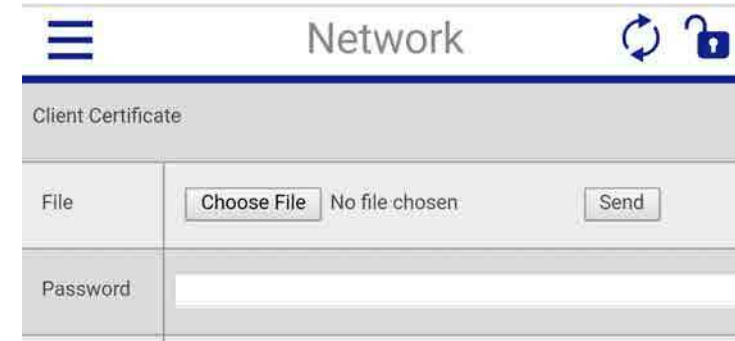 Network
Client Certificate
File Choose File No file chosen Send
Password